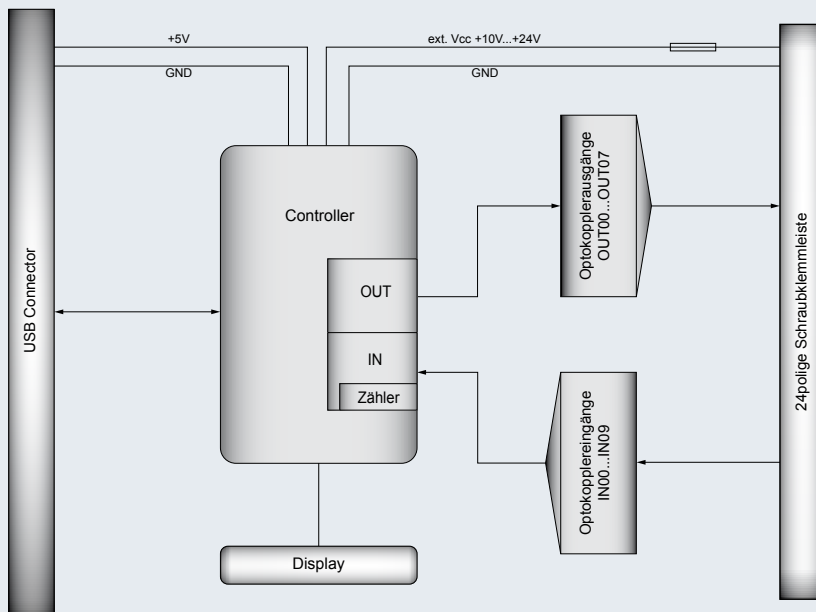 +5V
ext. Vcc +10V...+24V
GND
GND
USB Connector
Controller
OUT
IN
Zähler
Optokopplerausgänge
OUT00...OUT07
Optokopplereingänge
IN00...IN09
24polige Schraubklemmleiste
Display